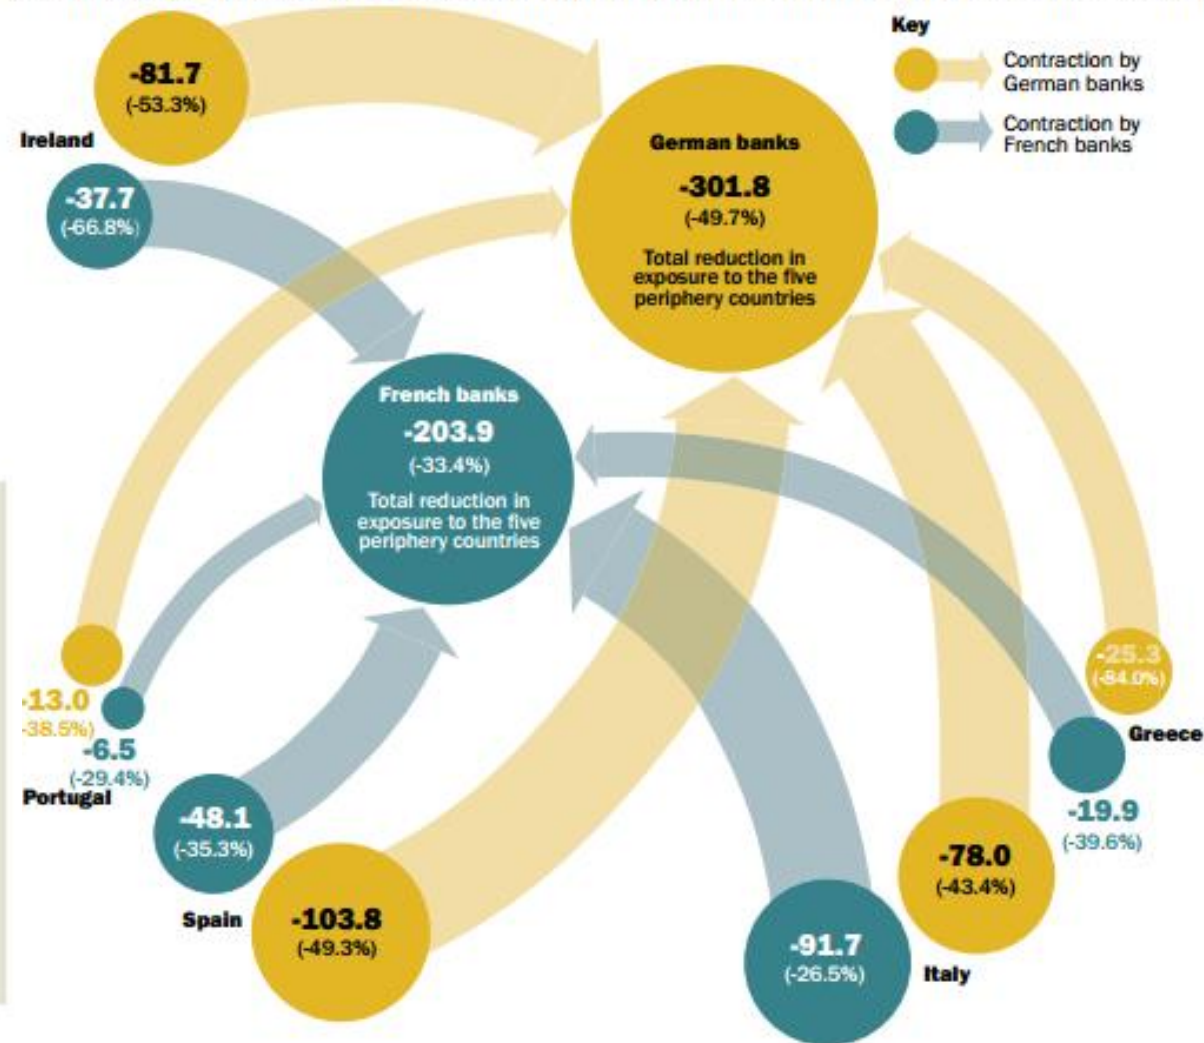 Key
Contraction by
German banks
Contraction by
French banks
-81.7
(-53.3%)
Ireland
-37.7
(-66.8%)
German banks
-301.8
(-49.7%)
Total reduction in
exposure to the five
periphery countries
French banks
-203.9
(-33.4%)
Total reduction in
exposure to the five
periphery countries
-13.0
-38.5%)
-6.5
(-29.4%)
Portugal
-48.1
(-35.3%)
Spain
-103.8
(-49.3%)
-91.7
(-26.5%)
Italy
-78.0
(-43.4%)
-25.3
(-84.0%)
Greece
-19.9
(-39.6%)